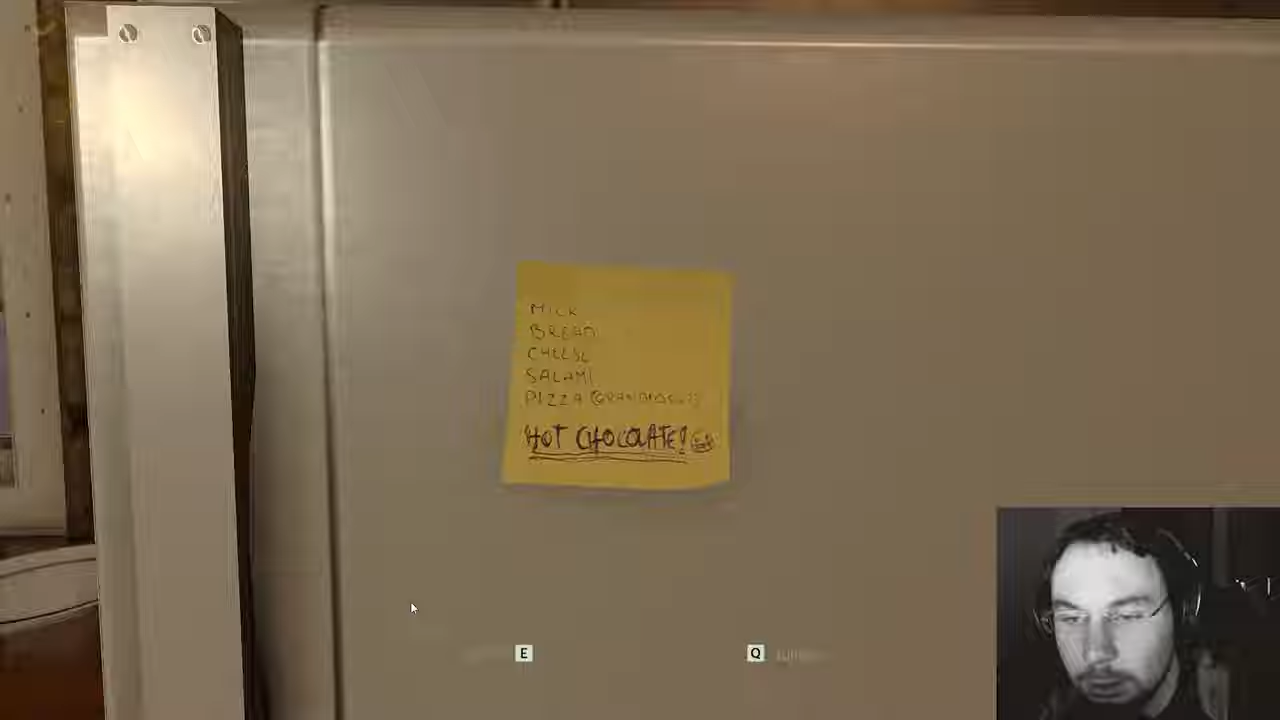 MILK
BREAD
CHEESE
SALAMI
PIZZA
HOT CHOCOLATE!
E
Q